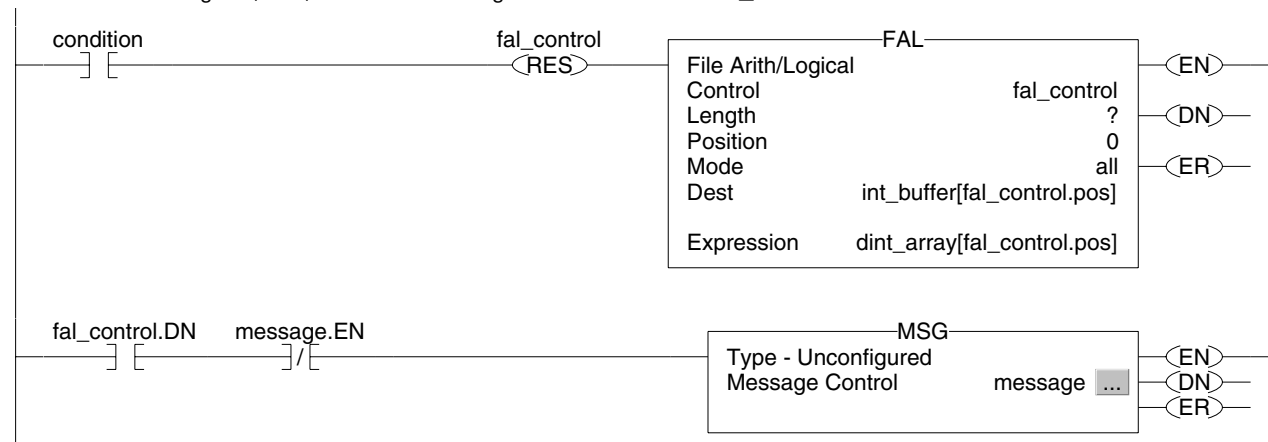 condition
fal_control
RES
FAL
File Arith/Logical
Control fal_control
Length ?
Position 0
Mode all
Dest int_buffer[fal_control.pos]
Expression dint_array[fal_control.pos]
EN
DN
ER
fal_control.DN message.EN
/
MSG
Type - Unconfigured
Message Control message ...
EN
DN
ER